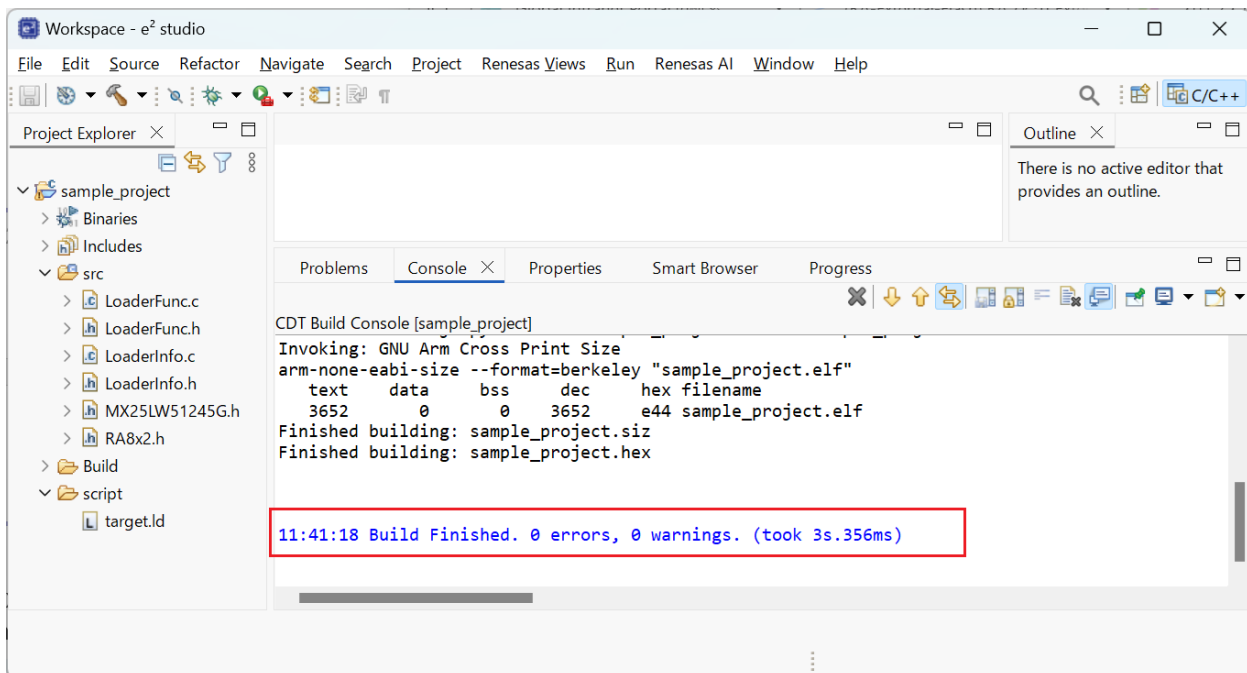 Workspace - e² studio
File Edit Source Refactor Navigate Search Project Renesas Views Run Renesas AI Window Help
C/C++
Project Explorer
sample_project
Binaries
Includes
src
LoaderFunc.c
LoaderFunc.h
LoaderInfo.c
LoaderInfo.h
MX25LW51245G.h
RA8x2.h
Build
script
target.ld
Outline
There is no active editor that
provides an outline.
Problems Console Properties Smart Browser Progress
CDT Build Console [sample_project]
Invoking: GNU Arm Cross Print Size
arm-none-eabi-size --format=berkeley "sample_project.elf"
text data bss dec hex filename
3652 0 0 3652 e44 sample_project.elf
Finished building: sample_project.siz
Finished building: sample_project.hex
11:41:18 Build Finished. 0 errors, 0 warnings. (took 3s.356ms)